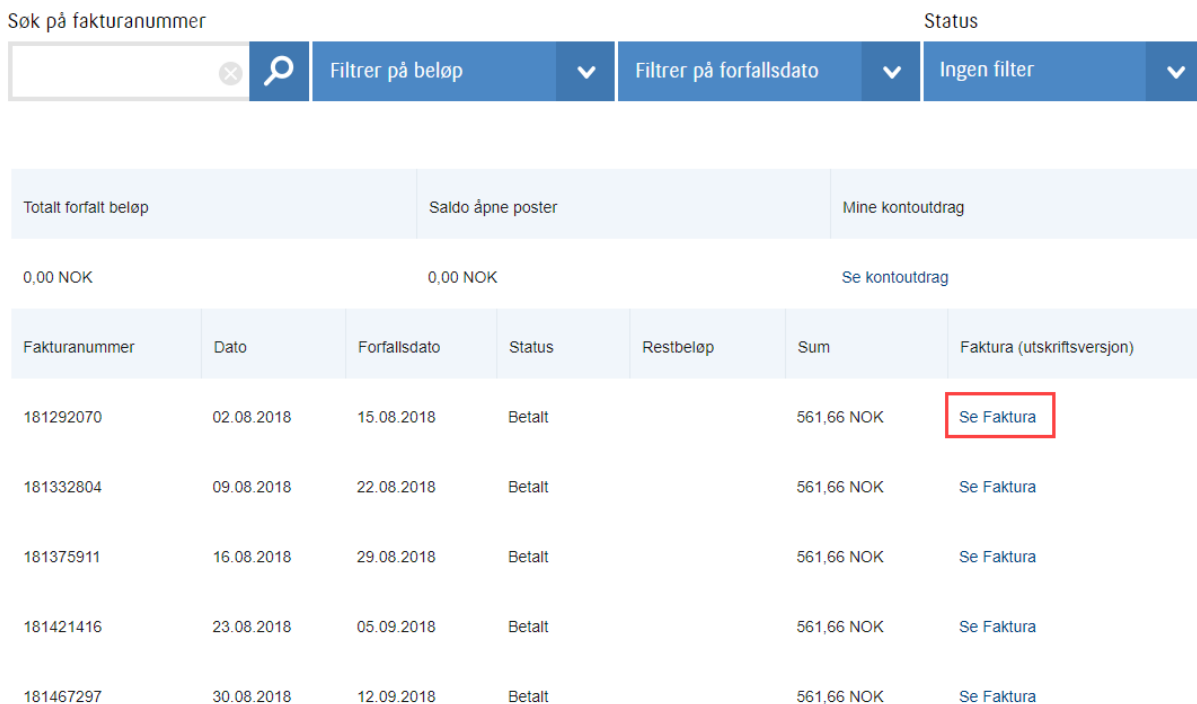 Søk på fakturanummer Status
Filtrer på beløp Filtrer på forfallsdato Ingen filter
Totalt forfalt beløp Saldo åpne poster Mine kontoutdrag
0,00 NOK 0,00 NOK Se kontoutdrag
Fakturanummer Dato Forfallsdato Status Restbeløp Sum Faktura (utskriftsversjon)
181292070 02.08.2018 15.08.2018 Betalt 561,66 NOK Se Faktura
181332804 09.08.2018 22.08.2018 Betalt 561,66 NOK Se Faktura
181375911 16.08.2018 29.08.2018 Betalt 561,66 NOK Se Faktura
181421416 23.08.2018 05.09.2018 Betalt 561,66 NOK Se Faktura
181467297 30.08.2018 12.09.2018 Betalt 561,66 NOK Se Faktura